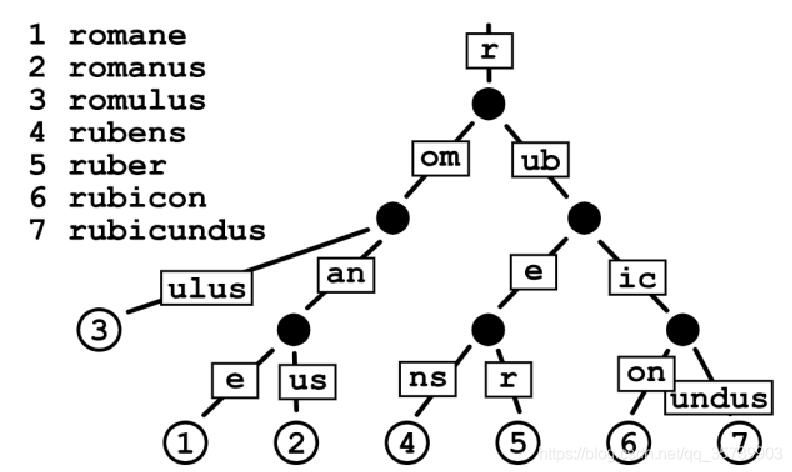 1 romane
2 romanus
3 romulus
4 rubens
5 ruber
6 rubicon
7 rubicundus
r
om
ub
ulus
an
e
ic
3
e
us
ns
r
on
undus
1
2
4
5
6
7